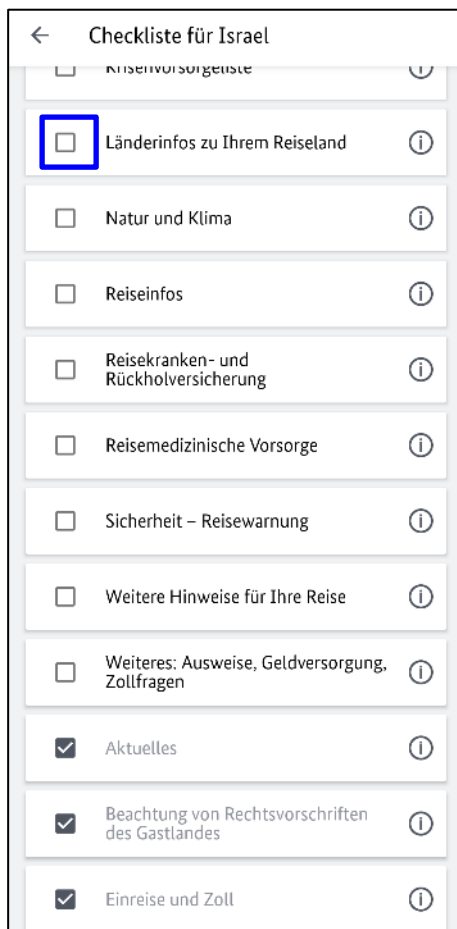 Checkliste für Israel
Krisenvorsorgeliste
Länderinfos zu Ihrem Reiseland
Natur und Klima
Reiseinfos
Reisekranken- und
Rückholversicherung
Reisemedizinische Vorsorge
Sicherheit – Reisewarnung
Weitere Hinweise für Ihre Reise
Weiteres: Ausweise, Geldversorgung,
Zollfragen
Aktuelles
Beachtung von Rechtsvorschriften
des Gastlandes
Einreise und Zoll